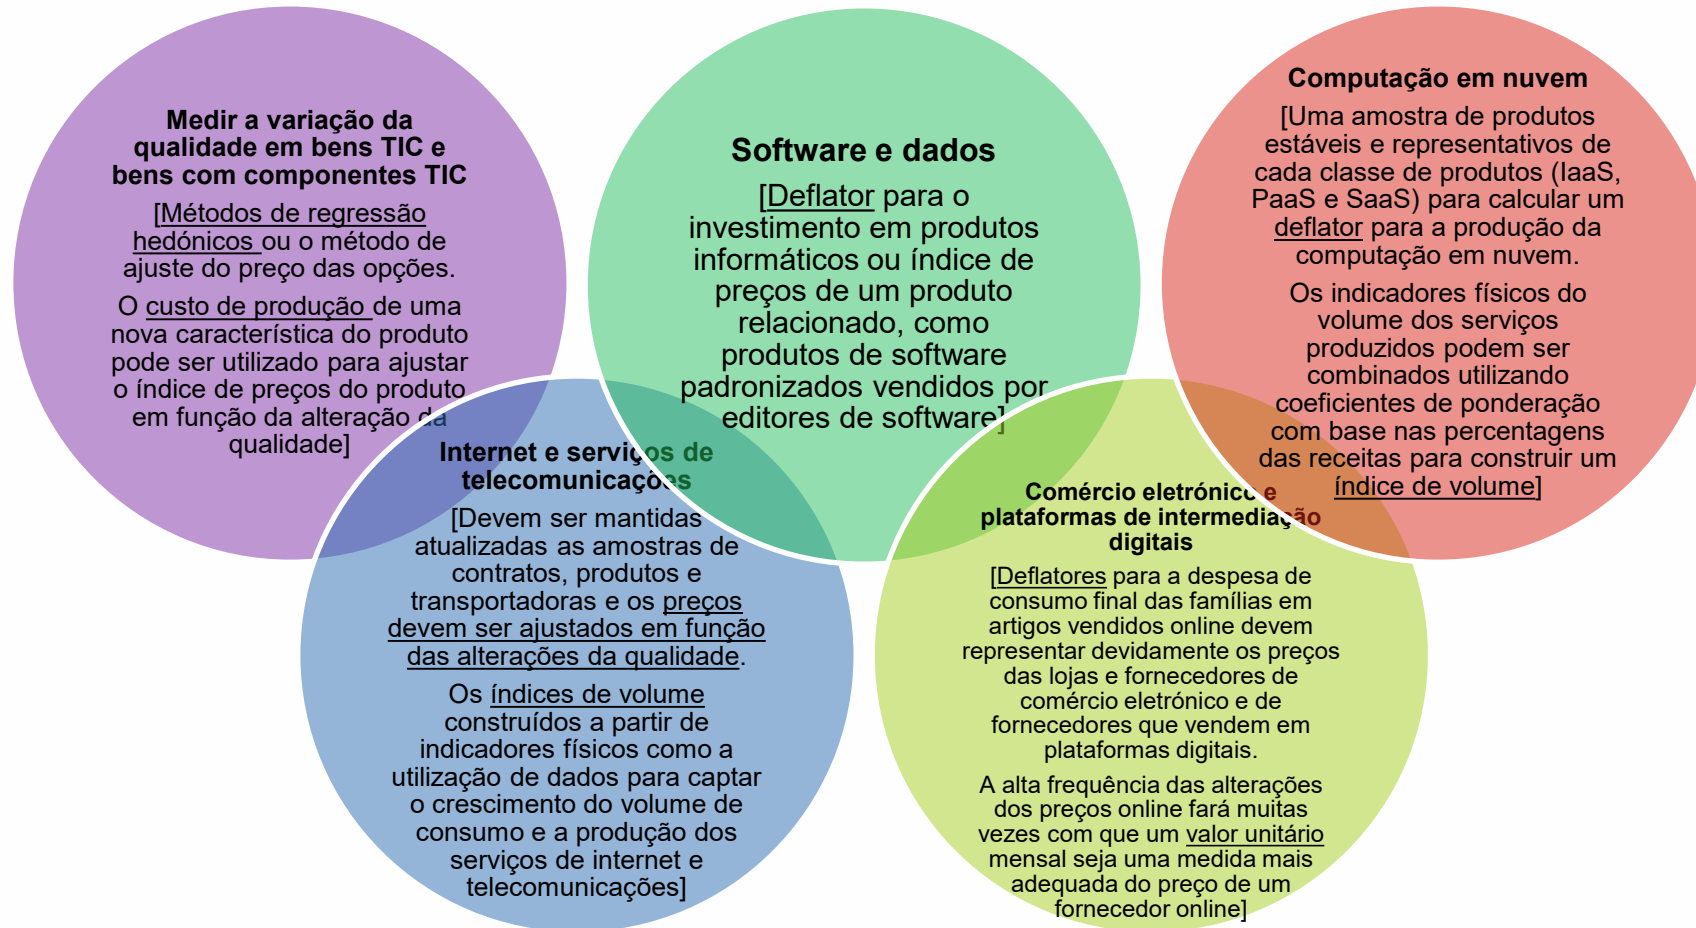 Medir a variação da
qualidade em bens TIC e
bens com componentes TIC
[Métodos de regressão
hedónicos ou o método de
ajuste do preço das opções.
O custo de produção de uma
nova característica do produto
pode ser utilizado para ajustar
o índice de preços do produto
em função da alteração da
qualidade]
Internet e serviços de
telecomunicações
[Devem ser mantidas
atualizadas as amostras de
contratos, produtos e
transportadoras e os preços
devem ser ajustados em função
das alterações da qualidade.
Os índices de volume
construídos a partir de
indicadores físicos como a
utilização de dados para captar
o crescimento do volume de
consumo e a produção dos
serviços de internet e
telecomunicações]
Software e dados
[Deflator para o
investimento em produtos
informáticos ou índice de
preços de um produto
relacionado, como
produtos de software
padronizados vendidos por
editores de software]
Comércio eletrónico e
plataformas de intermediação
digitais
[Deflatores para a despesa de
consumo final das famílias em
artigos vendidos online devem
representar devidamente os preços
das lojas e fornecedores de
comércio eletrónico e de
fornecedores que vendem em
plataformas digitais.
A alta frequência das alterações
dos preços online fará muitas
vezes com que um valor unitário
mensal seja uma medida mais
adequada do preço de um
fornecedor online]
Computação em nuvem
[Uma amostra de produtos
estáveis e representativos de
cada classe de produtos (IaaS,
PaaS e SaaS) para calcular um
deflator para a produção da
computação em nuvem.
Os indicadores físicos do
volume dos serviços
produzidos podem ser
combinados utilizando
coeficientes de ponderação
com base nas percentagens
das receitas para construir um
índice de volume]